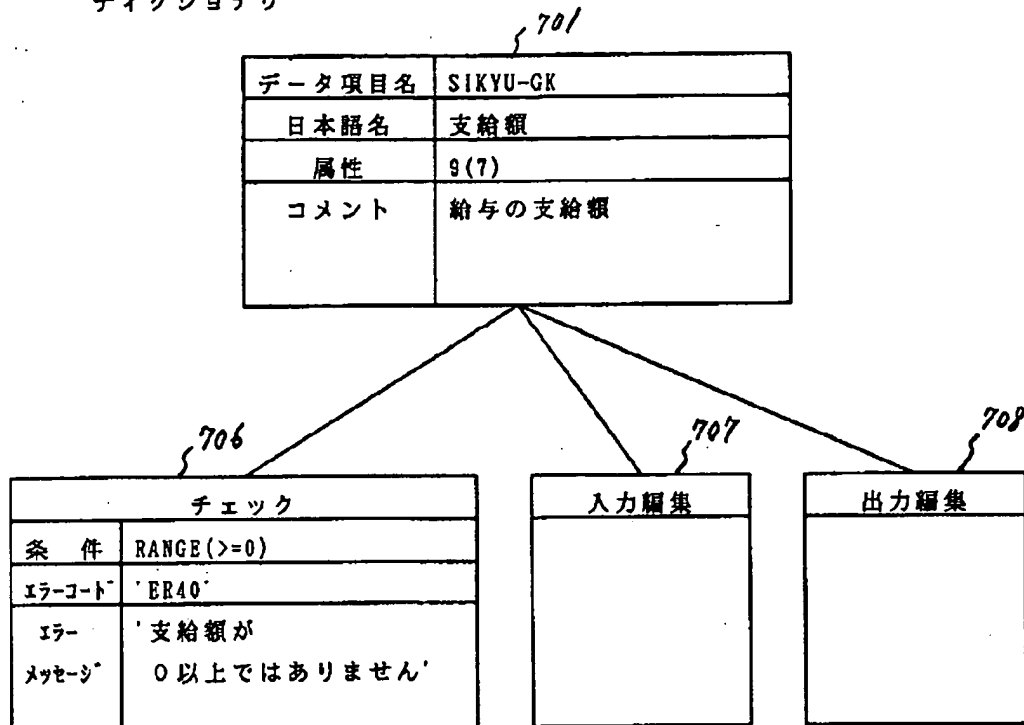 ディクショナリ
701
データ項目名 SIKYU-GK
日本語名 支給額
属性 9(7)
コメント 給与の支給額
706
707
708
チェック
条 件 RANGE(>=0)
エラーコード 'ER40'
エラー '支給額が
メッセージ 0以上ではありません'
入力編集
出力編集